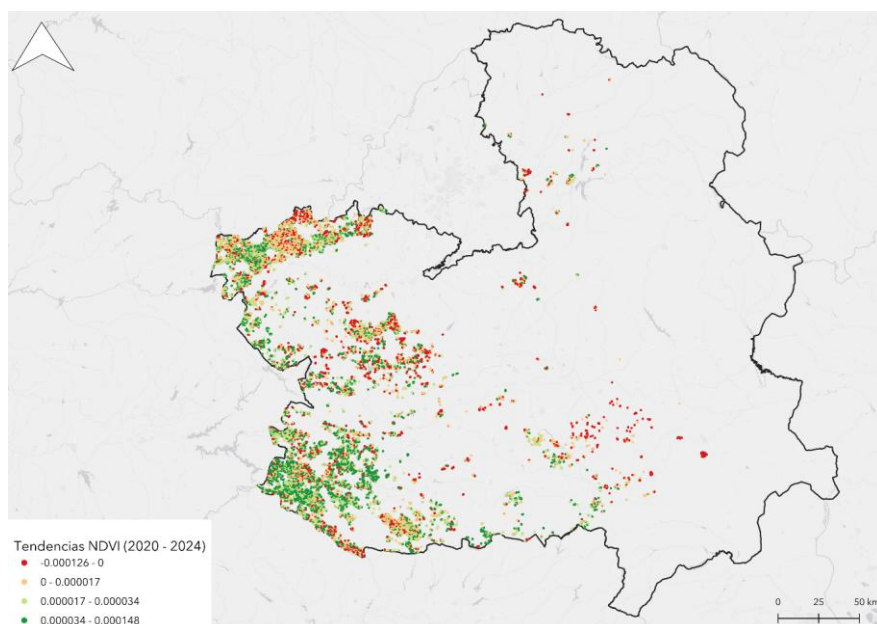 Tendencias NDVI (2020 - 2024)
-0.000126 - 0
0 - 0.000017
0.000017 - 0.000034
0.000034 - 0.000148
0 25 50 km